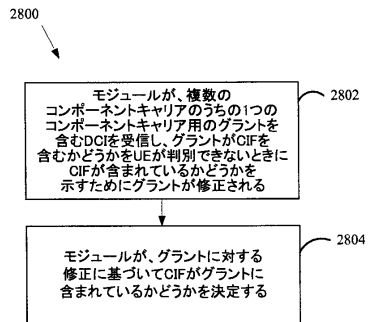 2800
モジュールが、複数の
コンポーネントキャリアのうちの1つの
コンポーネントキャリア用のグラントを
含むDCIを受信し、グラントがCIFを
含むかどうかをUEが判別できないときに
CIFが含まれているかどうかを
示すためにグラントが修正される
2802
モジュールが、グラントに対する
修正に基づいてCIFがグラントに
含まれているかどうかを決定する
2804